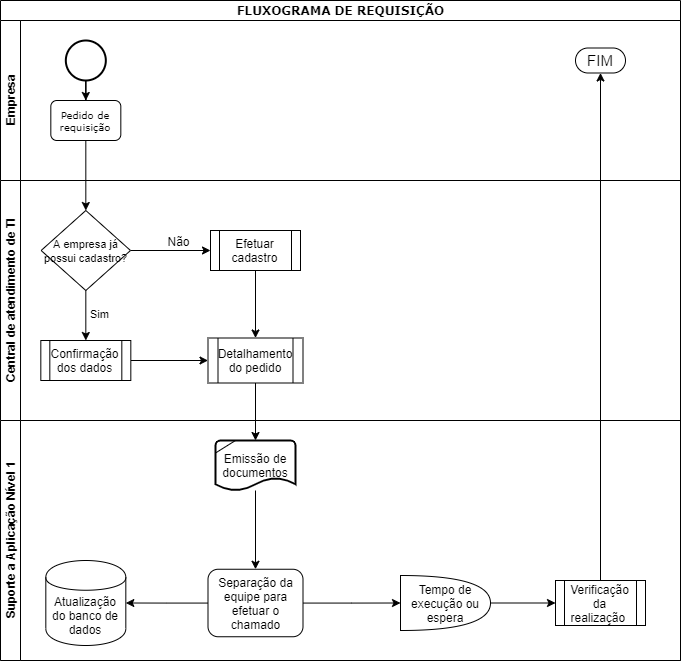 FLUXOGRAMA DE REQUISIÇÃO
Empresa
FIM
Pedido de
requisição
Central de atendimento de TI
A empresa já
possui cadastro?
Não
Efetuar
cadastro
Sim
Confirmação
dos dados
Detalhamento
do pedido
Suporte a Aplicação Nível 1
Emissão de
documentos
Atualização
do banco de
dados
Separação da
equipe para
efetuar o
chamado
Tempo de
execução ou
espera
Verificação
da
realização